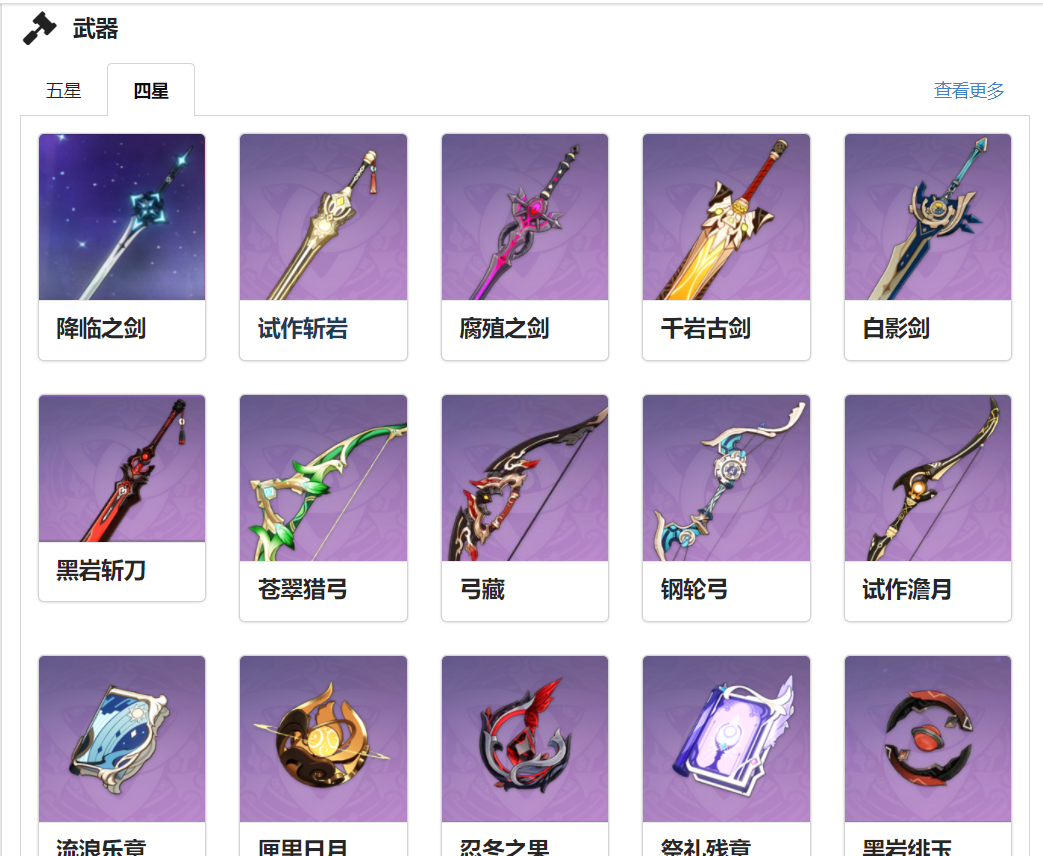 武器
五星
四星
查看更多
降临之剑
试作斩岩
腐殖之剑
千岩古剑
白影剑
黑岩斩刀
苍翠猎弓
弓藏
钢轮弓
试作澹月
流浪乐章
匣里日月
忍冬之果
祭礼残章
黑岩绯玉